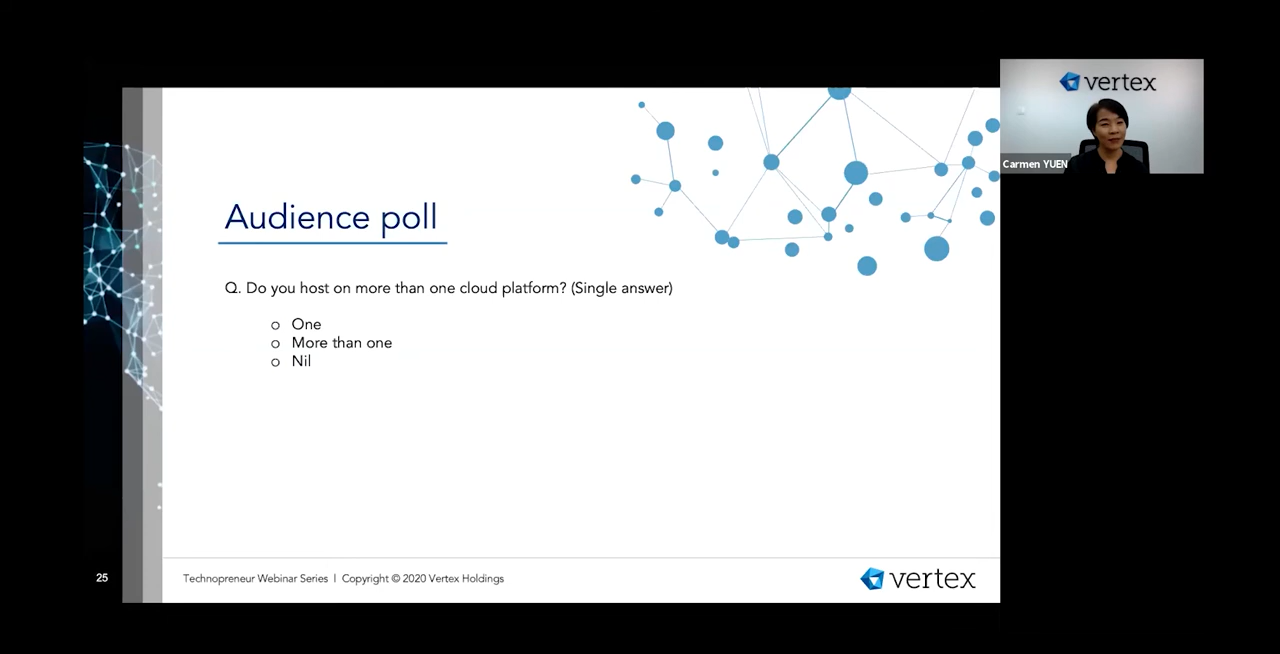 vertex
Carmen YUEN
Audience poll
Q. Do you host on more than one cloud platform? (Single answer)
o One
o More than one
o Nil
25
Technopreneur Webinar Series | Copyright © 2020 Vertex Holdings
vertex